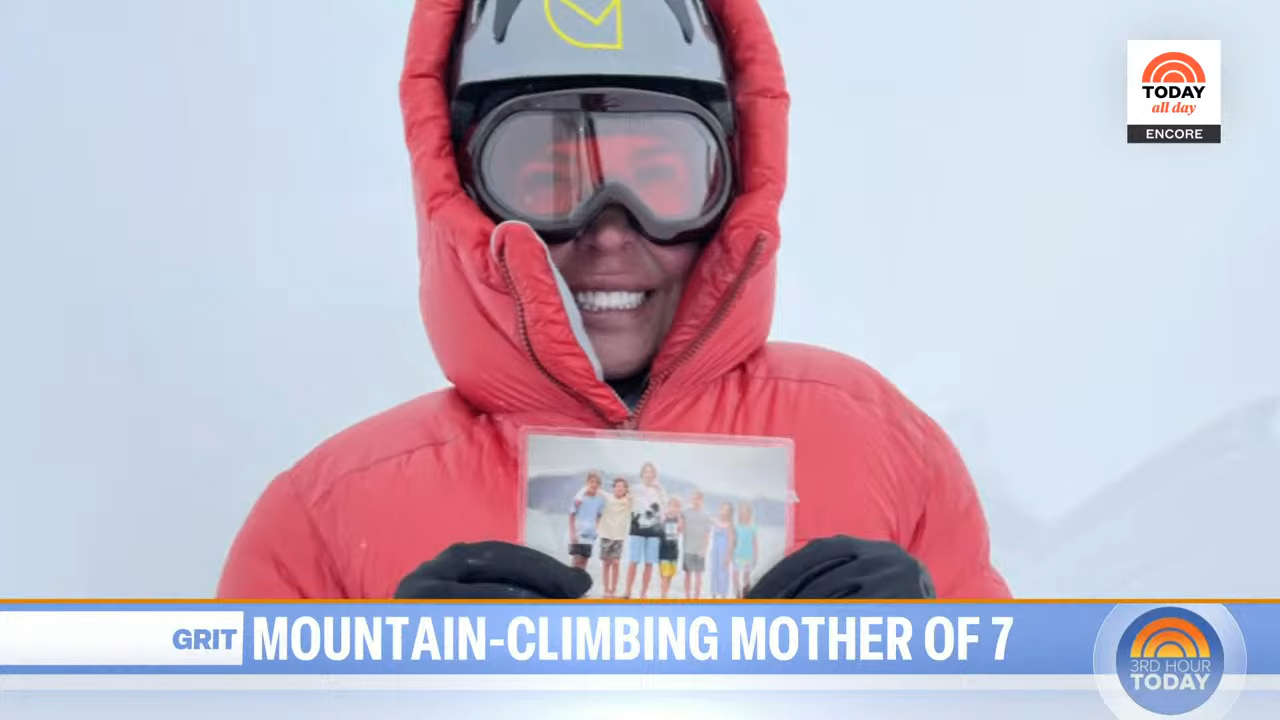 TODAY
all day
ENCORE
GRIT MOUNTAIN-CLIMBING MOTHER OF 7
3RD HOUR
TODAY